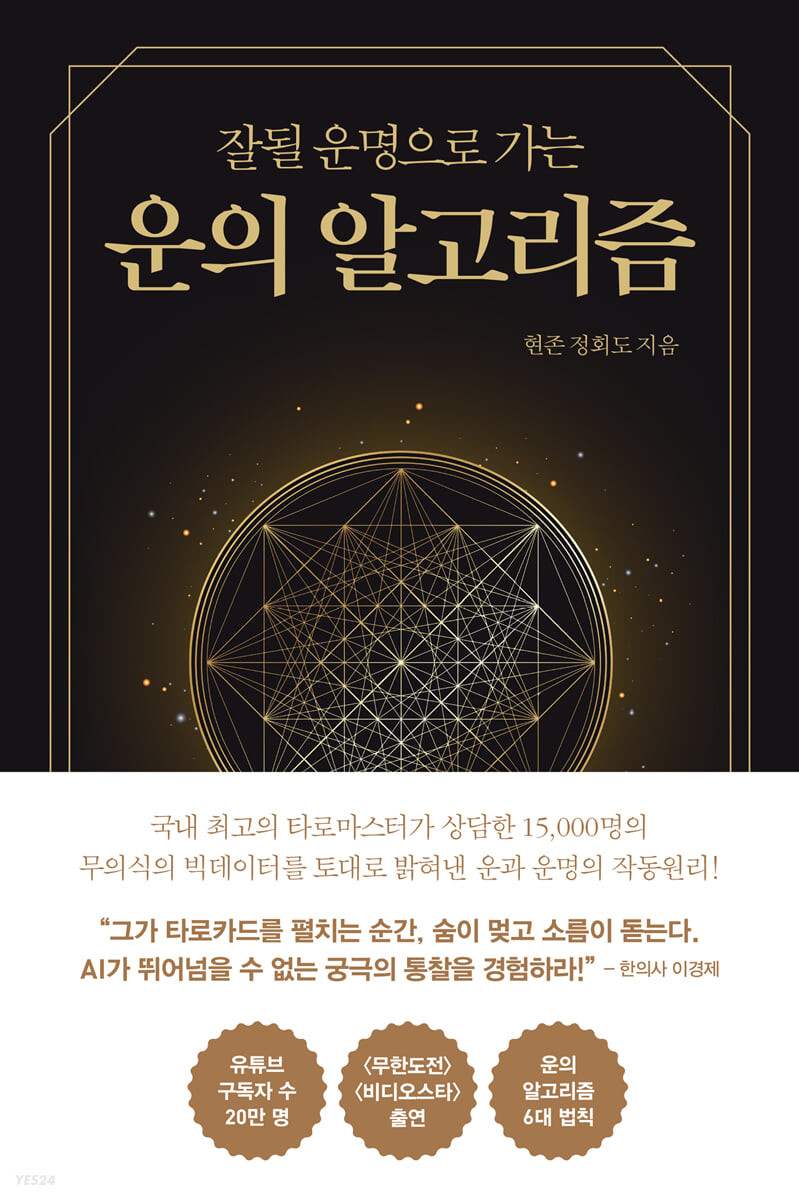 잘될 운명으로 가는
운의 알고리즘
현존 정회도 지음
국내 최고의 타로마스터가 상담한 15,000명의
무의식의 빅데이터를 토대로 밝혀낸 운과 운명의 작동원리!
“그가 타로카드를 펼치는 순간, 숨이 멎고 소름이 돋는다.
AI가 뛰어넘을 수 없는 궁극의 통찰을 경험하라!” – 한의사 이경제
유튜브
구독자 수
20만 명
〈무한도전〉
〈비디오스타〉
출연
운의
알고리즘
6대 법칙
YES24